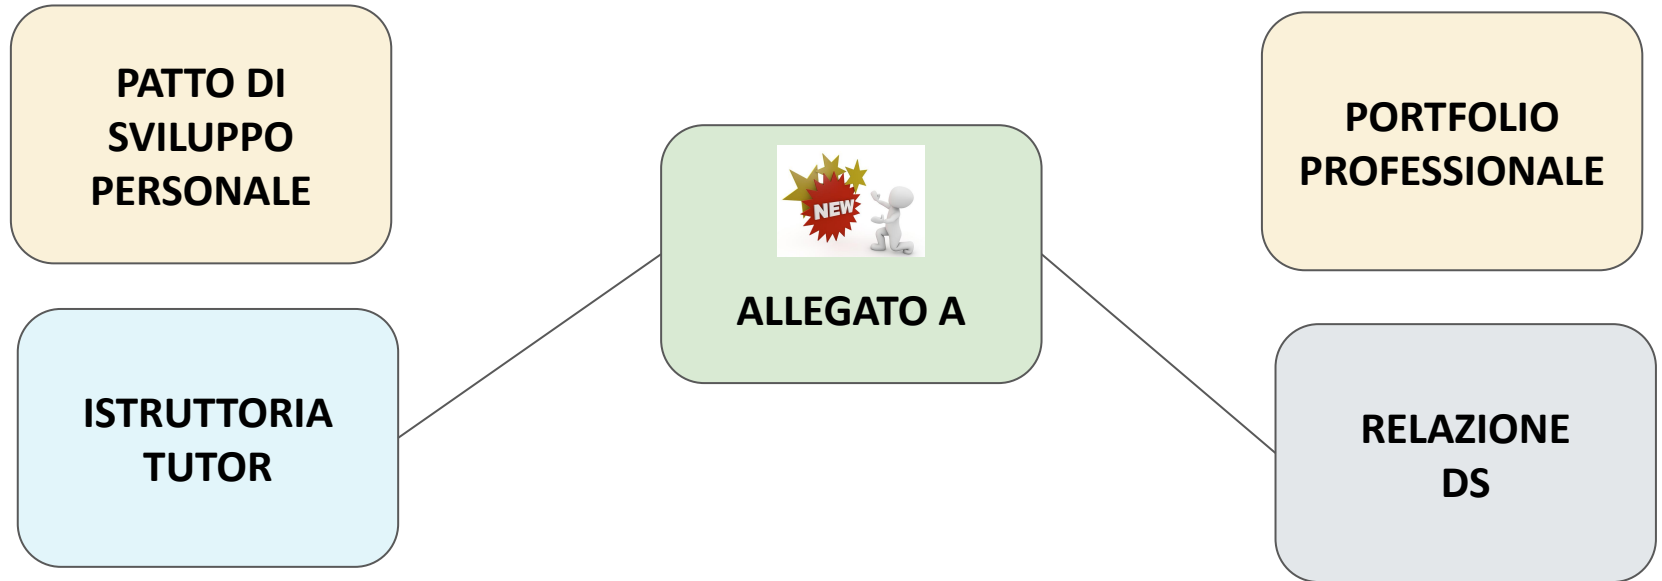 PATTO DI
SVILUPPO
PERSONALE
ISTRUTTORIA
TUTOR
NEW
ALLEGATO A
PORTFOLIO
PROFESSIONALE
RELAZIONE
DS